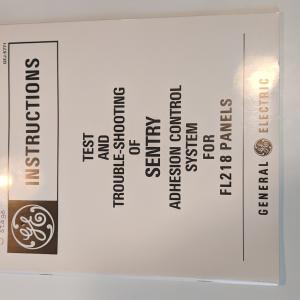 INSTRUCTIONS
TEST
AND
TROUBLE-SHOOTING
OF
SENTRY
ADHESION CONTROL
SYSTEM
FOR
FL218 PANELS
GENERAL ELECTRIC